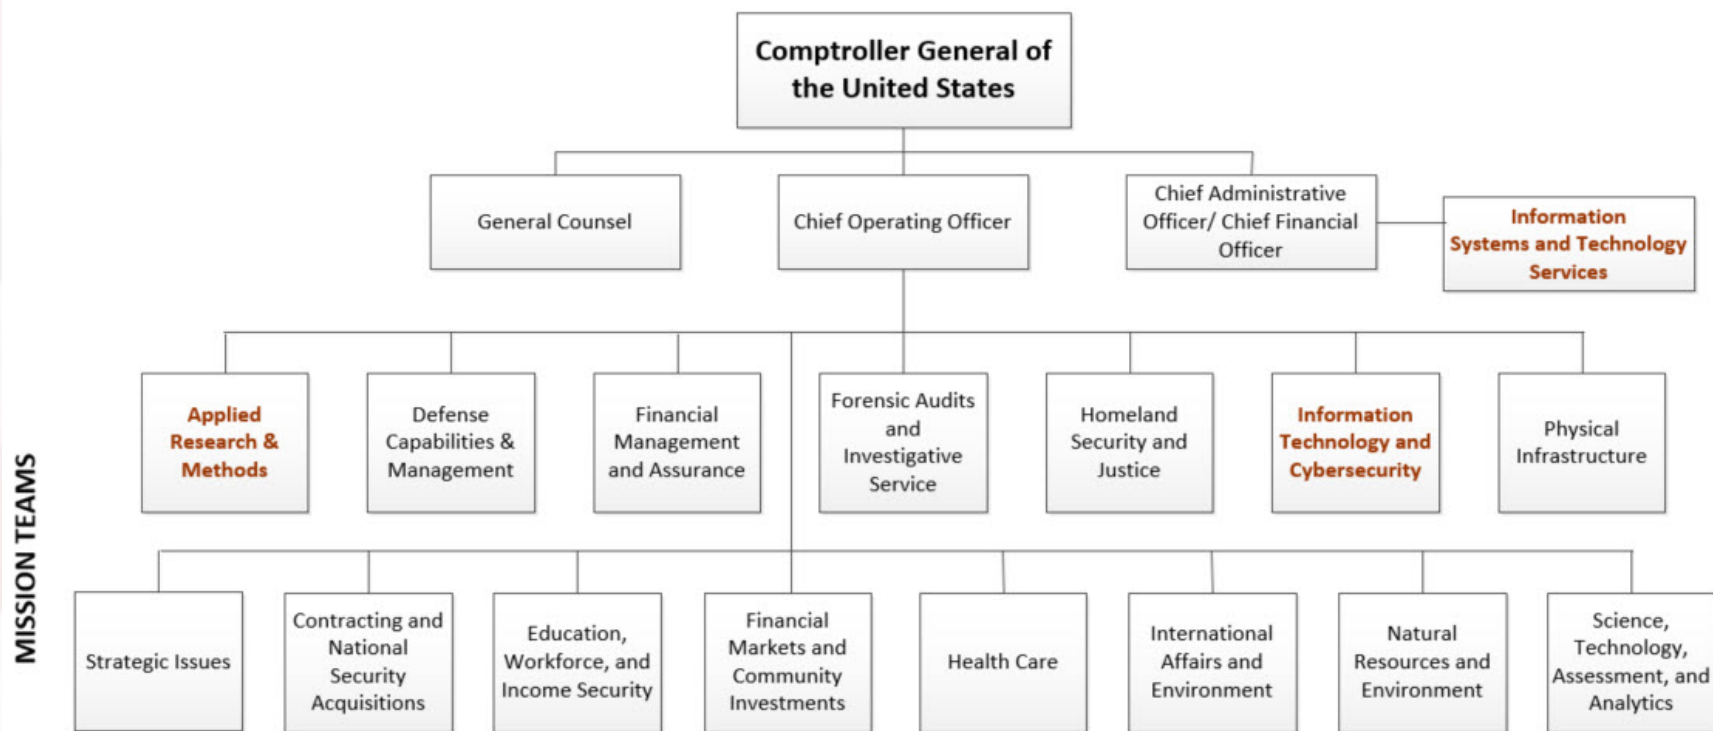 Comptroller General of
the United States
General Counsel
Chief Operating Officer
Chief Administrative
Officer/ Chief Financial
Officer
Information
Systems and Technology
Services
MISSION TEAMS
Applied
Research &
Methods
Defense
Capabilities &
Management
Financial
Management
and Assurance
Forensic Audits
and
Investigative
Service
Homeland
Security and
Justice
Information
Technology and
Cybersecurity
Physical
Infrastructure
Strategic Issues
Contracting and
National
Security
Acquisitions
Education,
Workforce, and
Income Security
Financial
Markets and
Community
Investments
Health Care
International
Affairs and
Environment
Natural
Resources and
Environment
Science,
Technology,
Assessment, and
Analytics